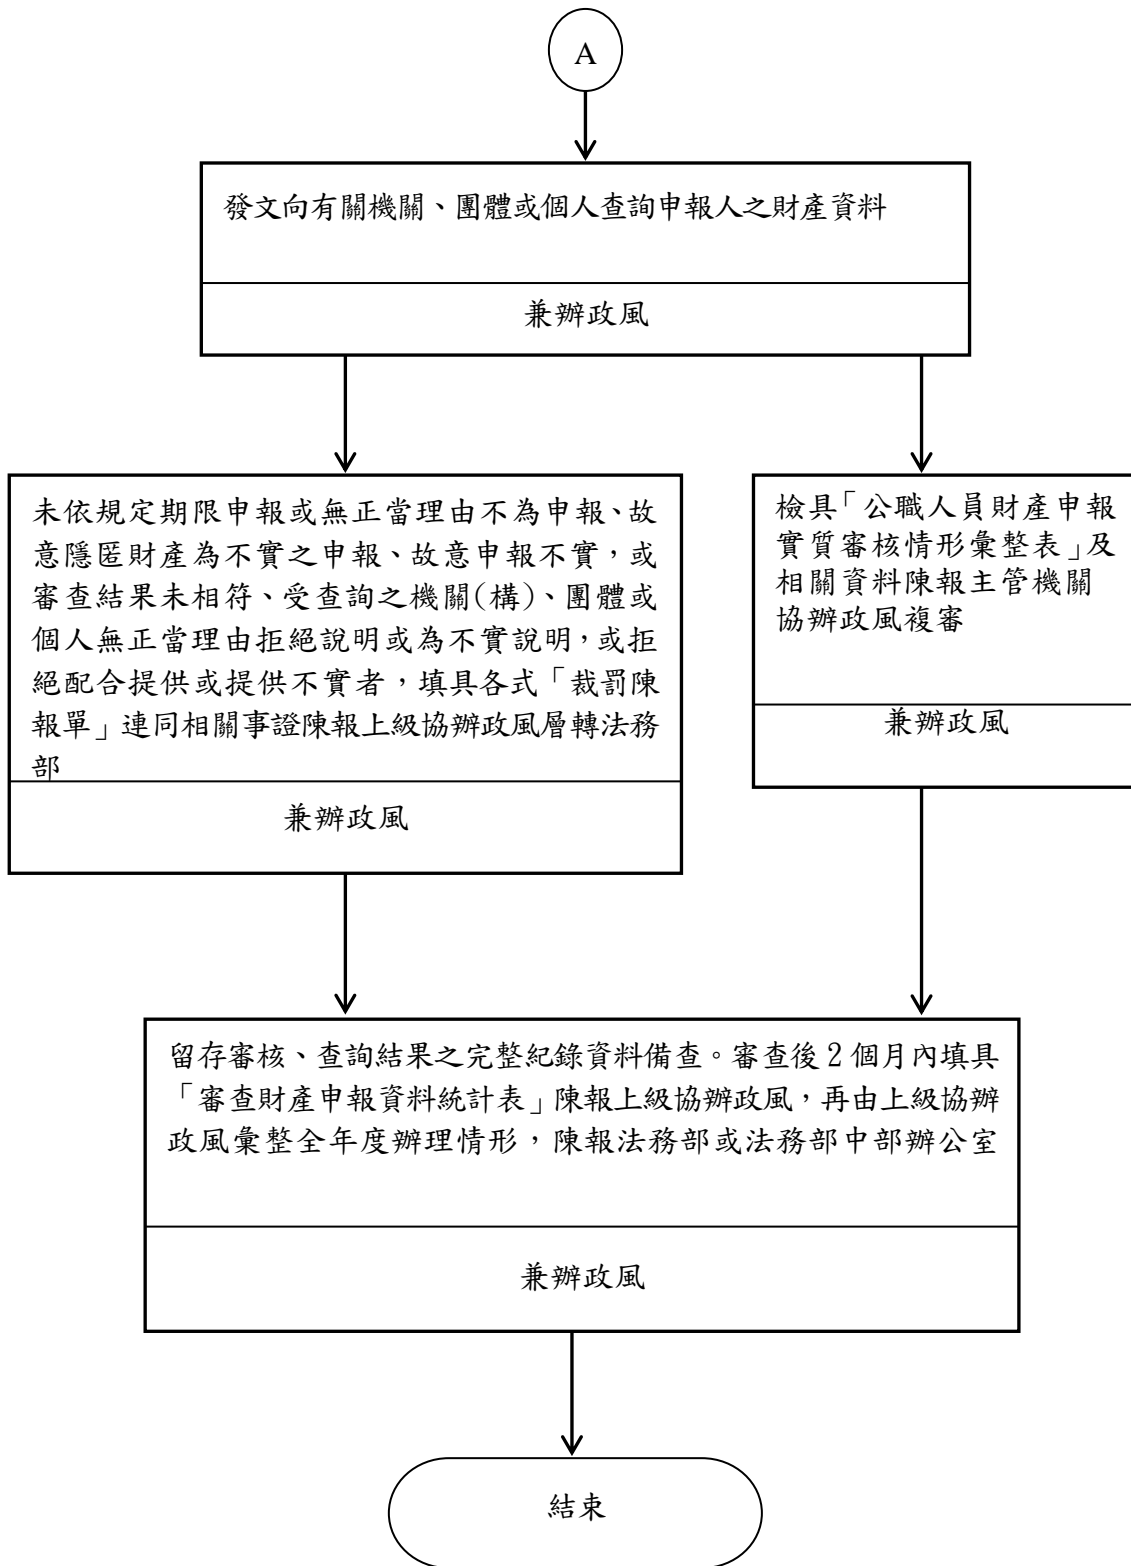 A
發文向有關機關、團體或個人查詢申報人之財產資料
兼辦政風
未依規定期限申報或無正當理由不為申報、故
意隱匿財產為不實之申報、故意申報不實，或
審查結果未相符、受查詢之機關(構)、團體或
個人無正當理由拒絕說明或為不實說明，或拒
絕配合提供或提供不實者，填具各式「裁罰陳
報單」連同相關事證陳報上級協辦政風層轉法務
部
兼辦政風
檢具「公職人員財產申報
實質審核情形彙整表」及
相關資料陳報主管機關
協辦政風複審
兼辦政風
留存審核、查詢結果之完整紀錄資料備查。審查後 2 個月內填具
「審查財產申報資料統計表」陳報上級協辦政風，再由上級協辦
政風彙整全年度辦理情形，陳報法務部或法務部中部辦公室
兼辦政風
結束